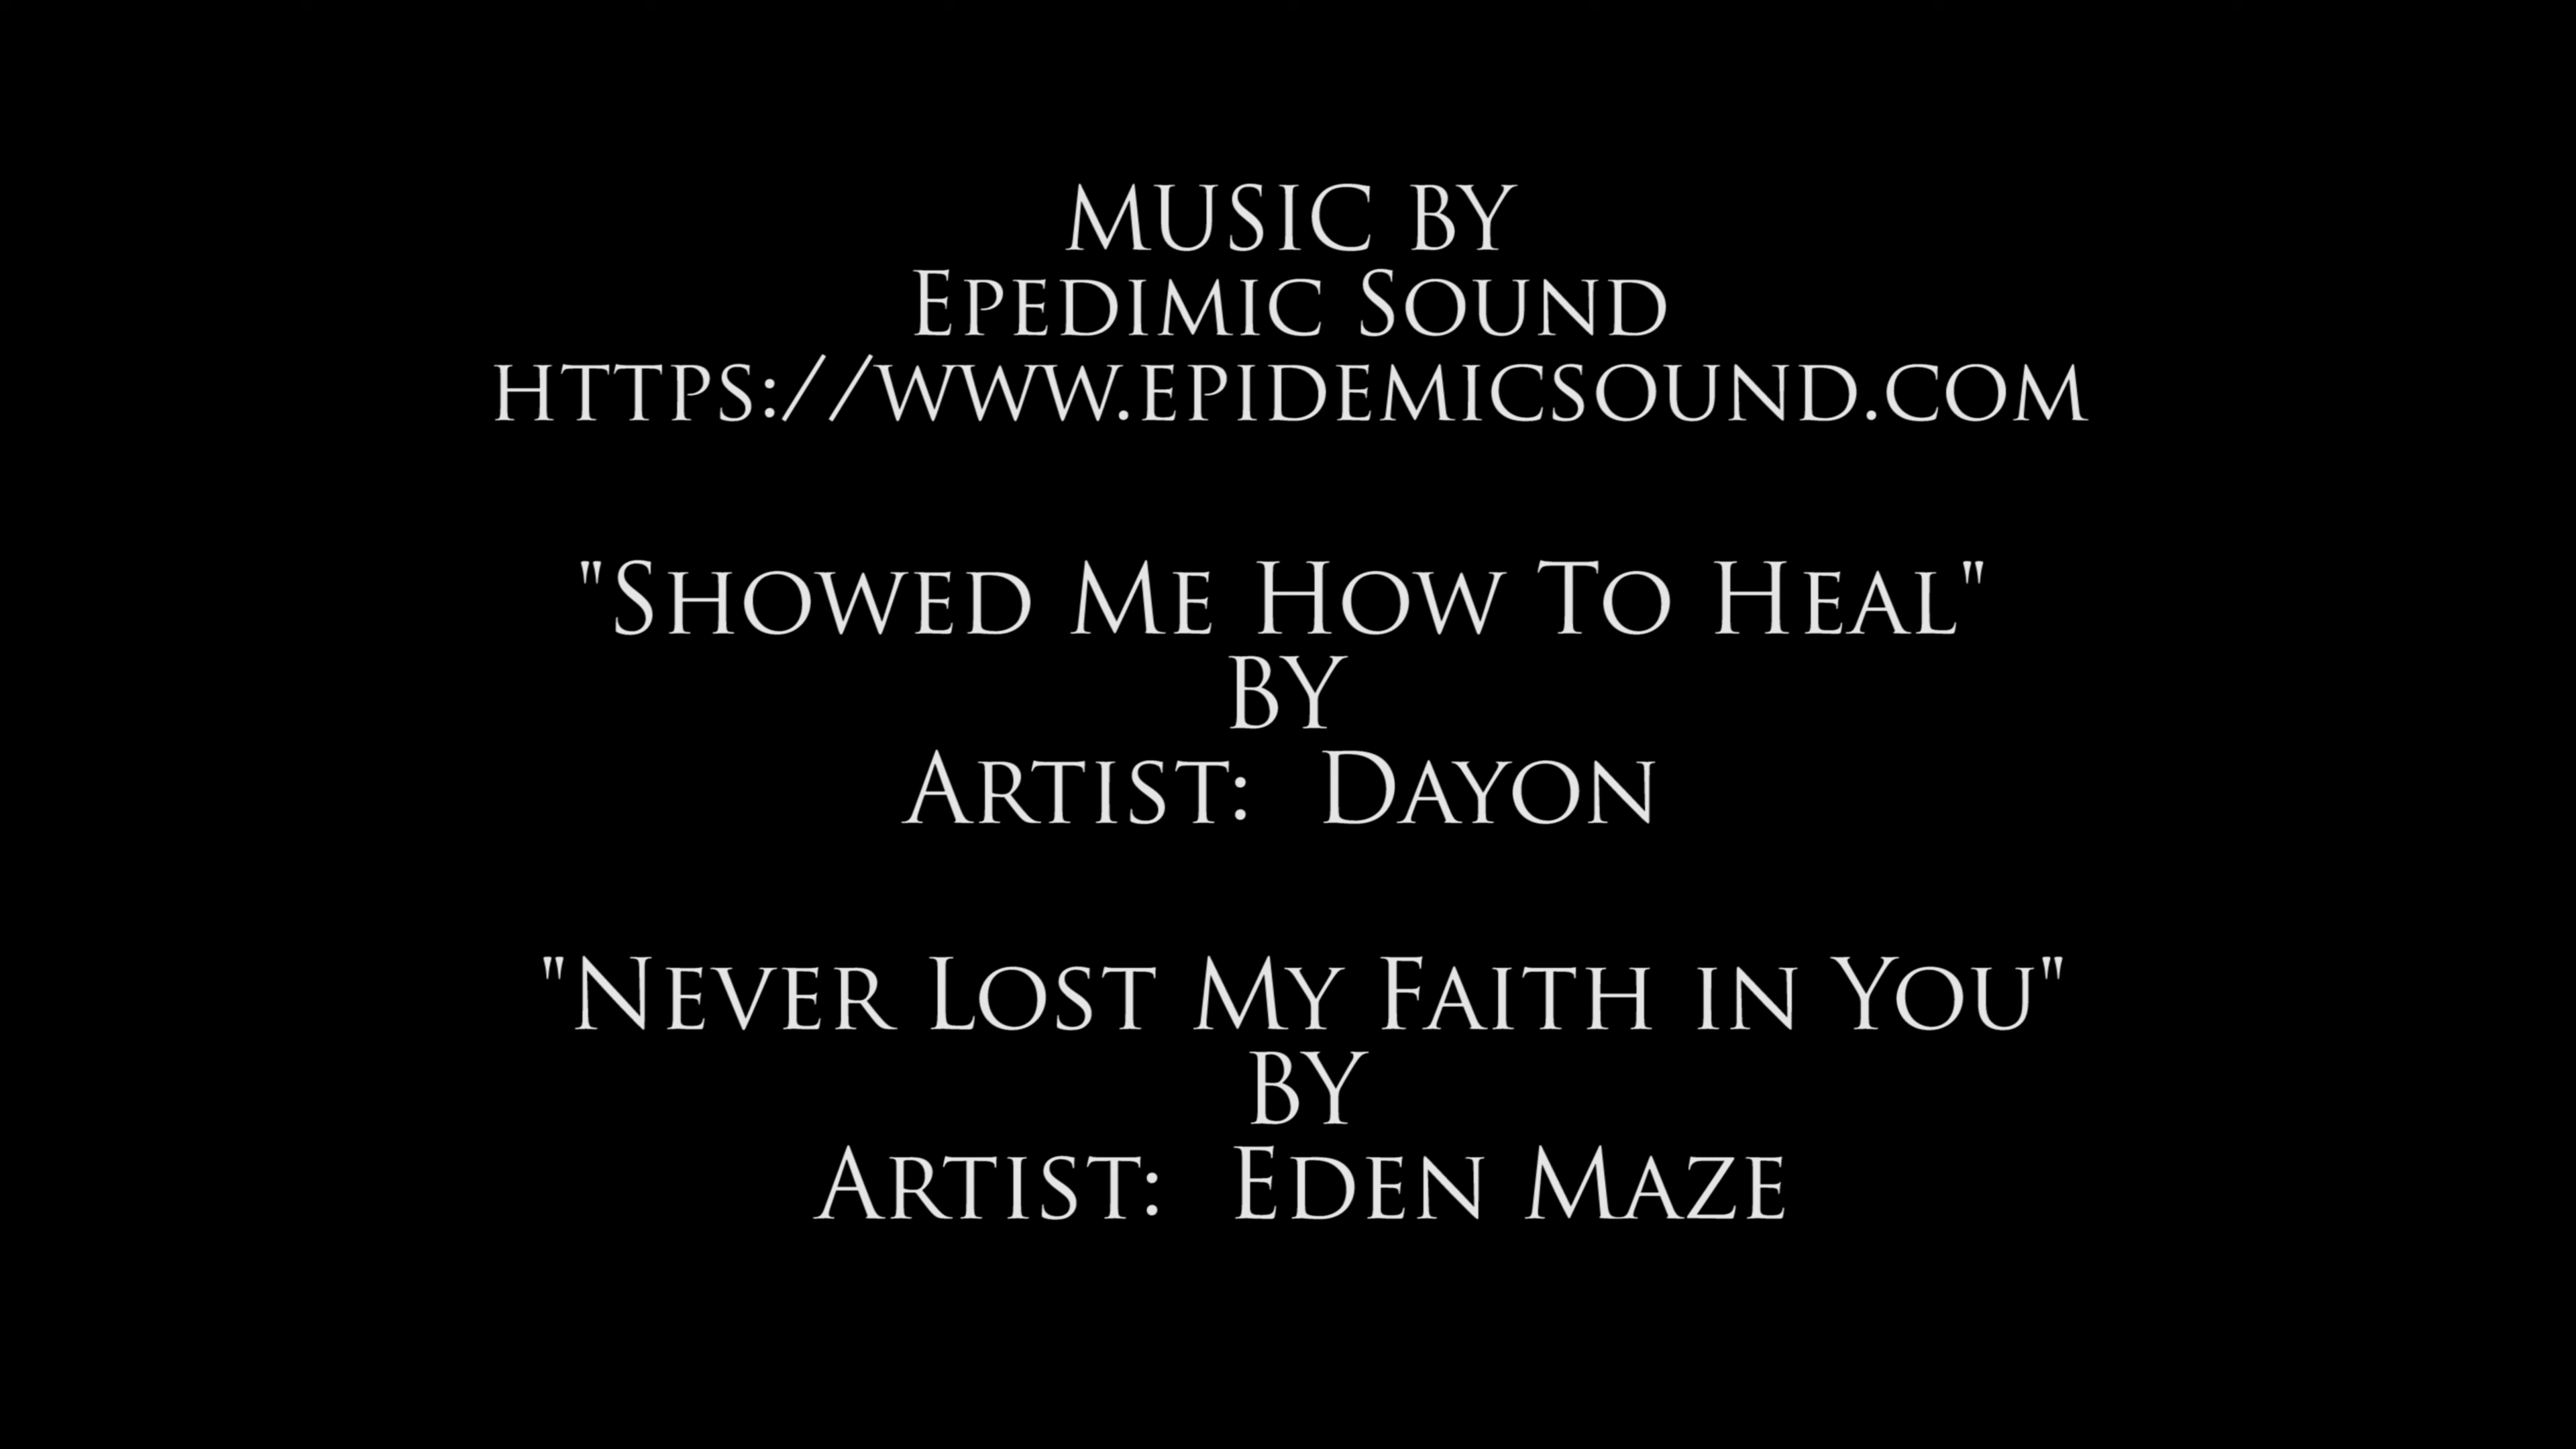 MUSIC BY
Epedimic Sound
https://www.epidemicsound.com
"Showed Me How To Heal"
BY
Artist: Dayon
"Never Lost My Faith in You"
BY
Artist: Eden Maze